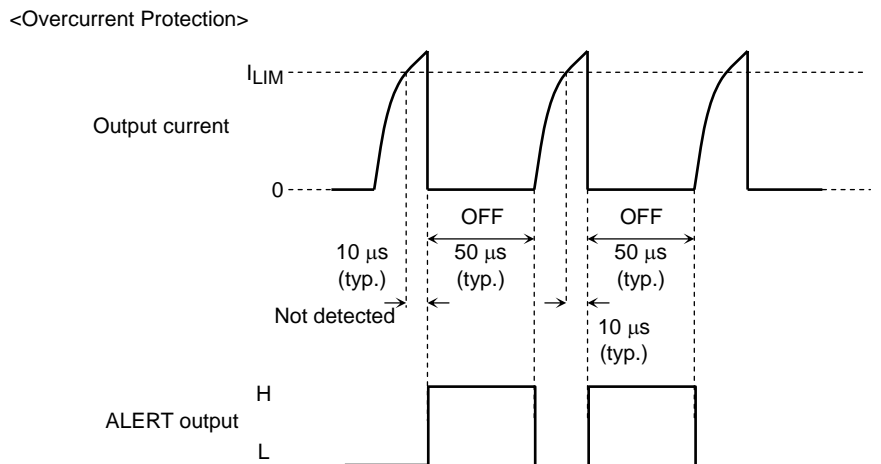 <Overcurrent Protection>
ILIM
Output current
0
OFF
OFF
10 μs
(typ.)
50 μs
(typ.)
50 μs
(typ.)
Not detected
10 μs
(typ.)
H
ALERT output
L